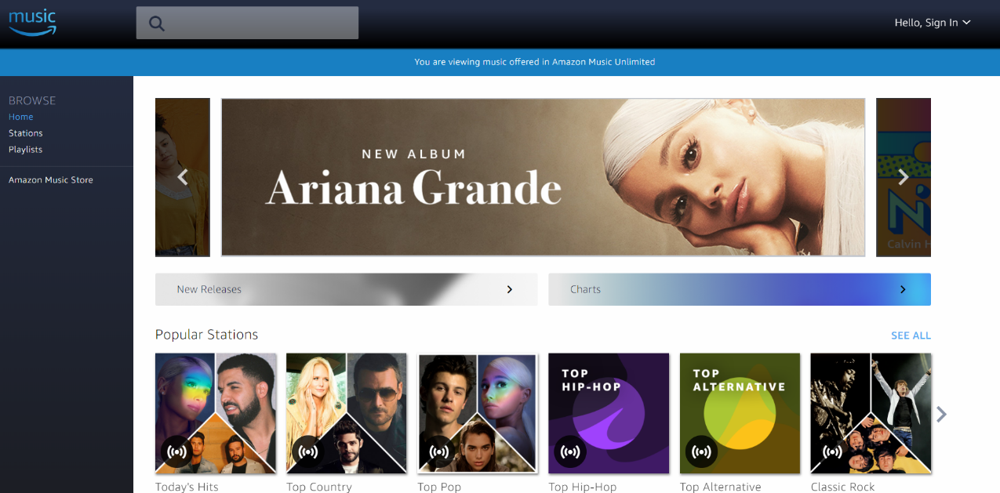 music
Hello, Sign In
You are viewing music offered in Amazon Music Unlimited
BROWSE
Home
Stations
Playlists
Amazon Music Store
NEW ALBUM
Ariana Grande
Calvin H
New Releases
Charts
Popular Stations
SEE ALL
TOP
HIP-HOP
TOP
ALTERNATIVE
Today's Hits
Top Country
Top Pop
Top Hip-Hop
Top Alternative
Classic Rock